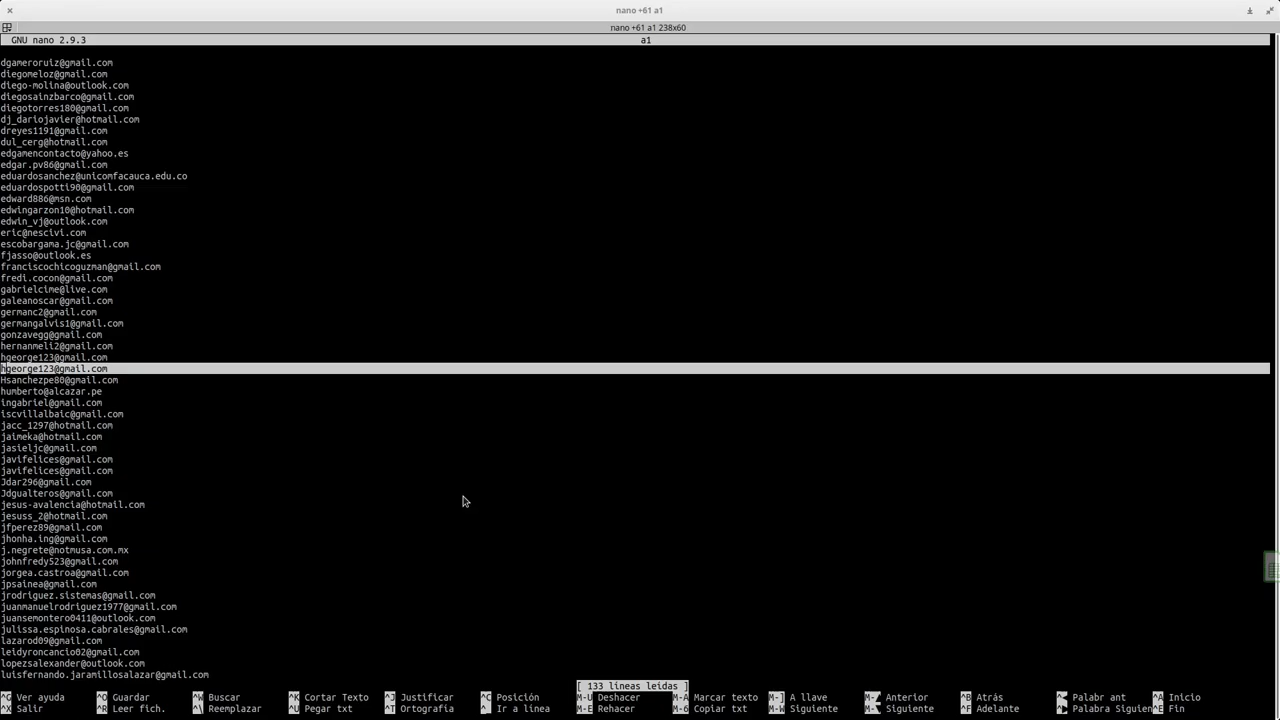 nano +61 a1
nano +61 a1 238x60
GNU nano 2.9.3 a1
dgameroruiz@gmail.com
diegomeloz@gmail.com
diego-molina@outlook.com
diegosainzbarco@gmail.com
diegotorres180@gmail.com
dj_dariojavier@hotmail.com
dreyes1191@gmail.com
dul_cerg@hotmail.com
edgamencontacto@yahoo.es
edgar.pv86@gmail.com
eduardosanchez@unicomfacauca.edu.co
eduardospotti90@gmail.com
edward886@msn.com
edwingarzon10@hotmail.com
edwin_vj@outlook.com
eric@nescivi.com
escobargama.jc@gmail.com
fjasso@outlook.es
franciscochicoguzman@gmail.com
fredi.cocon@gmail.com
gabrielcime@live.com
galeanoscar@gmail.com
germanc2@gmail.com
germangalvis1@gmail.com
gonzavegg@gmail.com
hernanmeli2@gmail.com
hgeorge123@gmail.com
hgeorge123@gmail.com
Hsanchezpe80@gmail.com
humberto@alcazar.pe
ingabriel@gmail.com
iscvillalbaic@gmail.com
jacc_1297@hotmail.com
jaimeka@hotmail.com
jasieljc@gmail.com
javifelices@gmail.com
javifelices@gmail.com
Jdar296@gmail.com
Jdgualteros@gmail.com
jesus-avalencia@hotmail.com
jesuss_2@hotmail.com
jfperez89@gmail.com
jhonha.ing@gmail.com
j.negrete@notmusa.com.mx
johnfredy523@gmail.com
jorgea.castroa@gmail.com
jpsainea@gmail.com
jrodriguez.sistemas@gmail.com
juanmanuelrodriguez1977@gmail.com
juansemontero0411@outlook.com
julissa.espinosa.cabrales@gmail.com
lazarod09@gmail.com
leidyroncancio02@gmail.com
lopezsalexander@outlook.com
luisfernando.jaramillosalazar@gmail.com
[ 133 líneas leídas ]
^G Ver ayuda ^O Guardar ^W Buscar ^K Cortar Texto ^J Justificar ^C Posición M-U Deshacer M-A Marcar texto M-] A llave Anterior ^B Atrás Palabr ant ^A Inicio
^X Salir ^R Leer fich. ^\ Reemplazar ^U Pegar txt ^T Ortografía ^_ Ir a línea M-E Rehacer M-6 Copiar txt M-W Siguiente Siguiente ^F Adelante Palabra Siguien ^E Fin